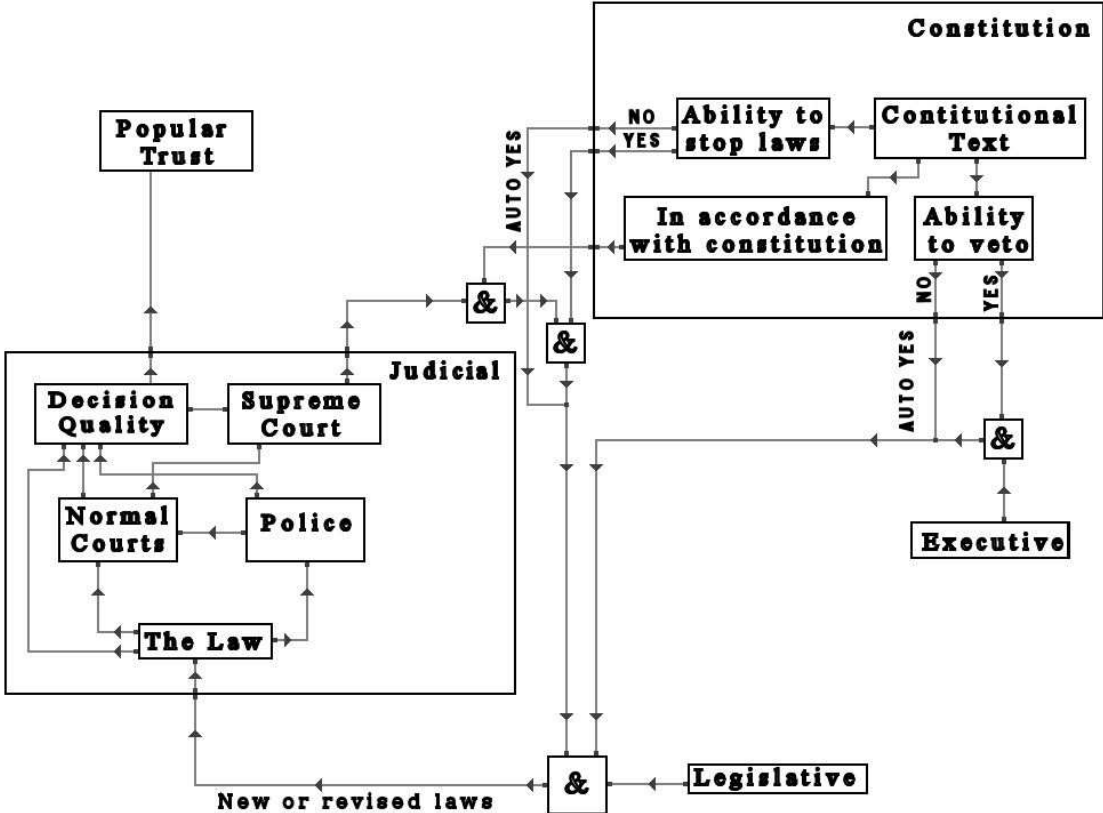 Constitution
Popular
Trust
NO
YES
AUTO YES
Ability to
stop laws
Contitutional
Text
In accordance
with constitution
Ability
to veto
&
&
NO
YES
AUTO YES
Judicial
Decision
Quality
Supreme
Court
&
Normal
Courts
Police
Executive
The Law
&
Legislative
New or revised laws